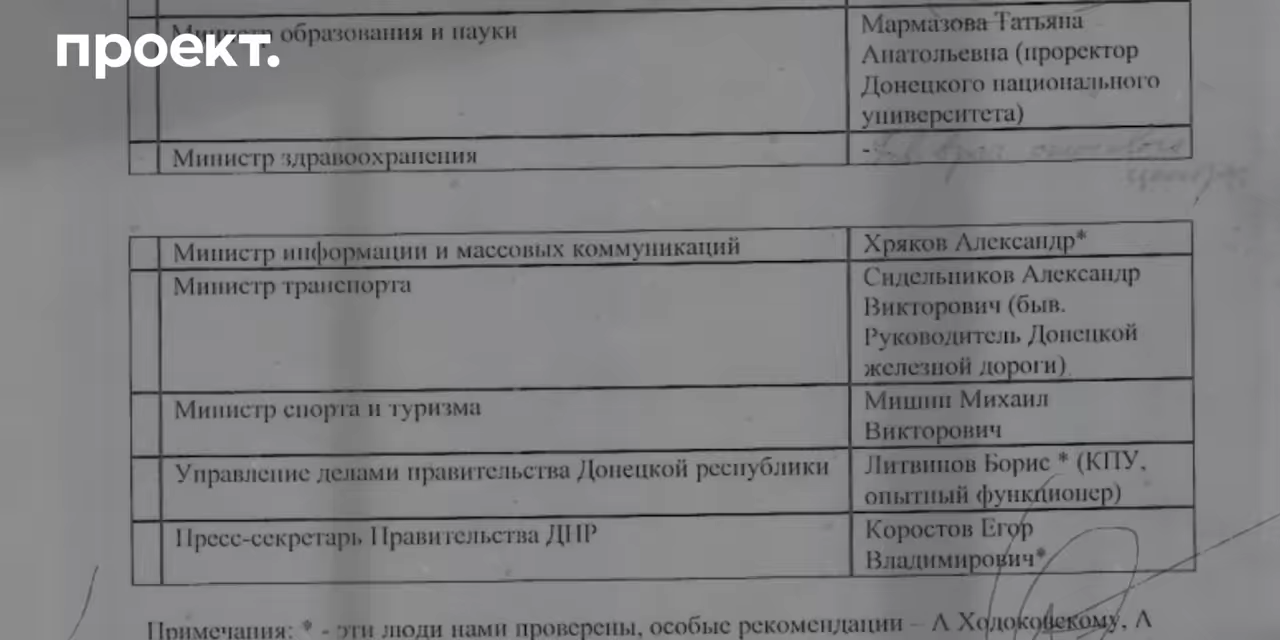 проект.
Министр образования и науки
Мармазова Татьяна
Анатольевна (проректор
Донецкого национального
университета)
Министр здравоохранения
-
Министр информации и массовых коммуникаций
Хряков Александр*
Министр транспорта
Сидельников Александр
Викторович (быв.
Руководитель Донецкой
железной дороги)
Министр спорта и туризма
Мишин Михаил
Викторович
Управление делами правительства Донецкой республики
Литвинов Борис * (КПУ,
опытный функционер)
Пресс-секретарь Правительства ДНР
Коростов Егор
Владимирович*
Примечания: * - эти люди нами проверены, особые рекомендации – А Ходоковскому, А